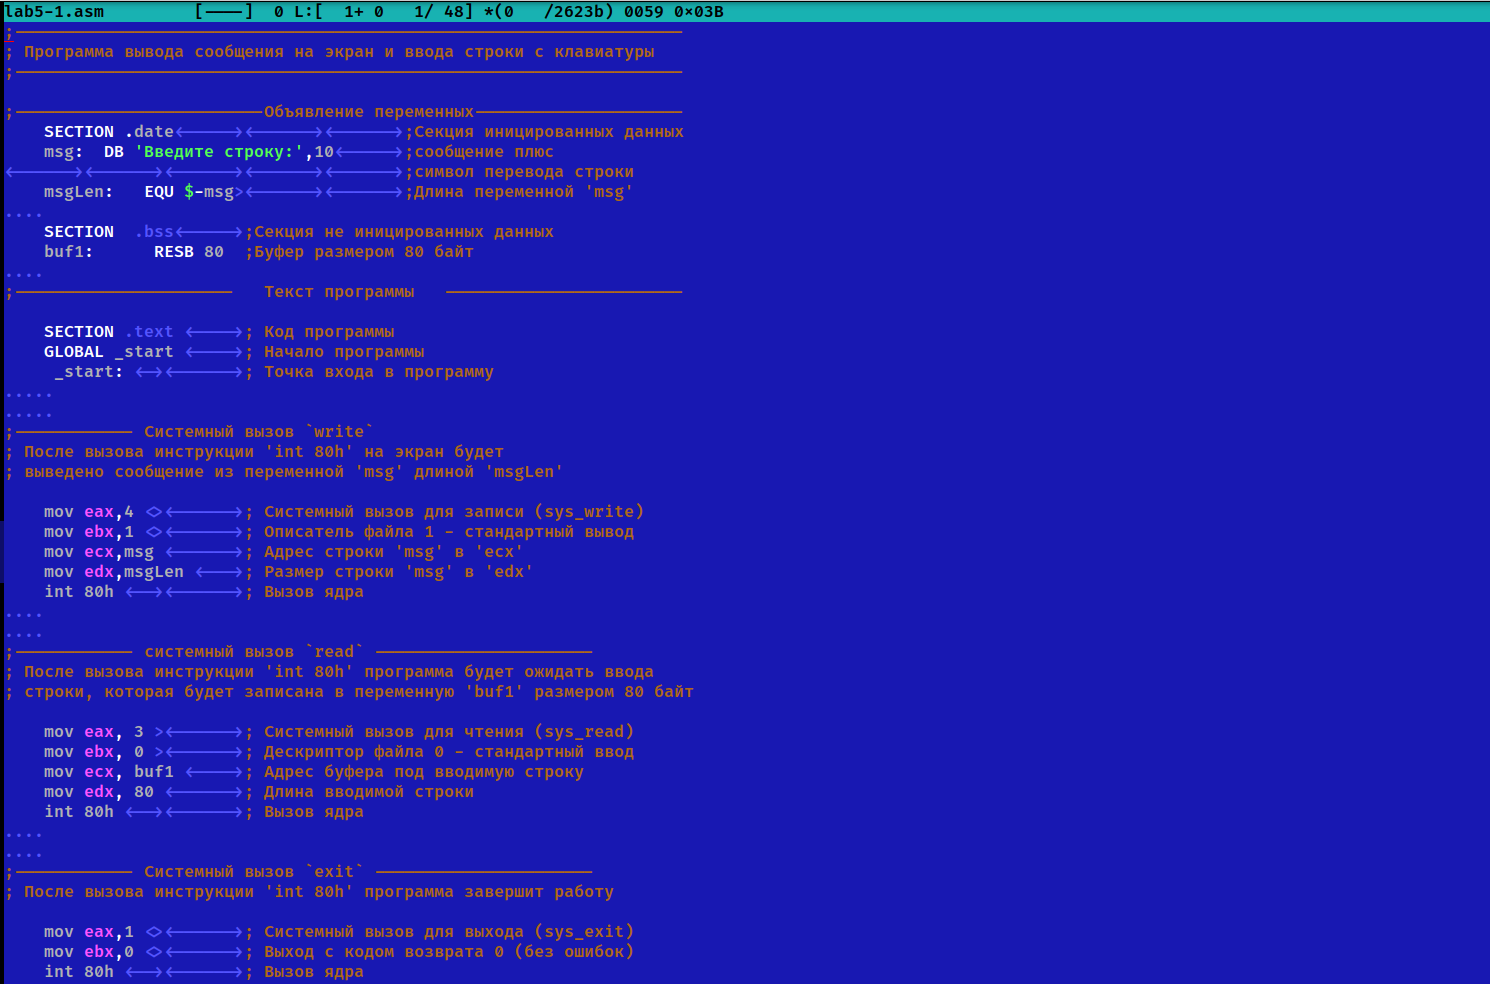 lab5-1.asm         [----]  0 L:[  1+ 0   1/ 48] *(0   /2623b) 0059 0x03B
;-------------------------------------------------------------------
; Программа вывода сообщения на экран и ввода строки с клавиатуры
;-------------------------------------------------------------------
;-------------------------Объявление переменных---------------------
    SECTION .date<------><------><------>;Секция инициированных данных
    msg:  DB 'Введите строку:',10<------>;сообщение плюс
<------><------><------><------><------>;символ перевода строки
    msgLen:   EQU $-msg><------><------>;Длина переменной 'msg'
....
    SECTION  .bss<------>;Секция не инициированных данных
    buf1:      RESB 80  ;Буфер размером 80 байт
....
;----------------------   Текст программы   ------------------------
    SECTION .text <----->; Код программы
    GLOBAL _start <----->; Начало программы
     _start: <--><------>; Точка входа в программу
.....
.....
;------------ Системный вызов `write`
; После вызова инструкции 'int 80h' на экран будет
; выведено сообщение из переменной 'msg' длиной 'msgLen'
    mov eax,4 <><------>; Системный вызов для записи (sys_write)
    mov ebx,1 <><------>; Описатель файла 1 - стандартный вывод
    mov ecx,msg <------>; Адрес строки 'msg' в 'ecx'
    mov edx,msgLen <---->; Размер строки 'msg' в 'edx'
    int 80h <--><------>; Вызов ядра
....
....
;------------ системный вызов `read` ----------------------
; После вызова инструкции 'int 80h' программа будет ожидать ввода
; строки, которая будет записана в переменную 'buf1' размером 80 байт
    mov eax, 3 ><------>; Системный вызов для чтения (sys_read)
    mov ebx, 0 ><------>; Дескриптор файла 0 - стандартный ввод
    mov ecx, buf1 <----->; Адрес буфера под вводимую строку
    mov edx, 80 <------>; Длина вводимой строки
    int 80h <--><------>; Вызов ядра
....
....
;------------ Системный вызов `exit` ----------------------
; После вызова инструкции 'int 80h' программа завершит работу
    mov eax,1 <><------>; Системный вызов для выхода (sys_exit)
    mov ebx,0 <><------>; Выход с кодом возврата 0 (без ошибок)
    int 80h <--><------>; Вызов ядра